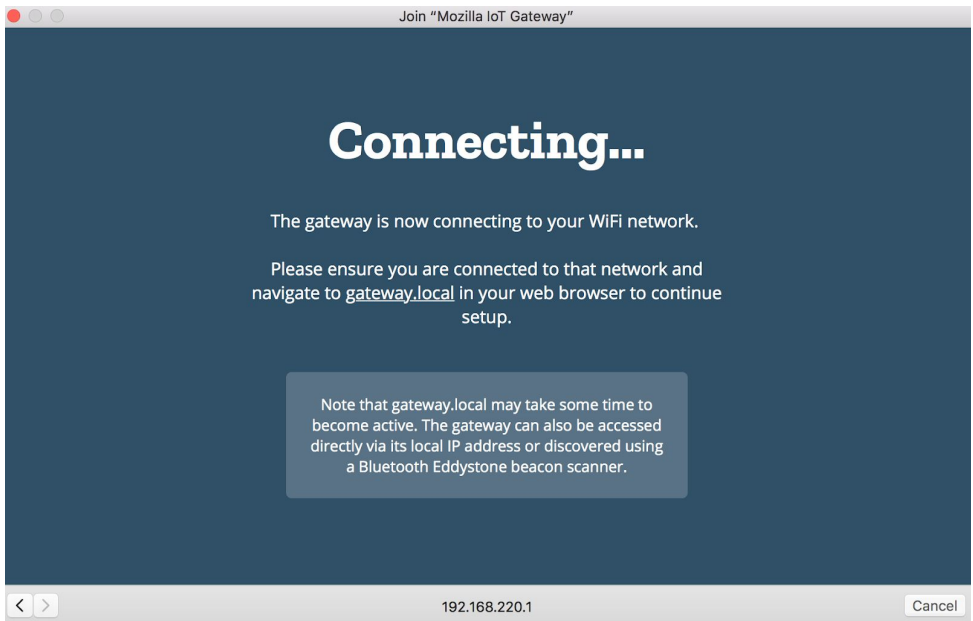 Join “Mozilla IoT Gateway”
Connecting...
The gateway is now connecting to your WiFi network.
Please ensure you are connected to that network and
navigate to gateway.local in your web browser to continue
setup.
Note that gateway.local may take some time to
become active. The gateway can also be accessed
directly via its local IP address or discovered using
a Bluetooth Eddystone beacon scanner.
192.168.220.1
Cancel